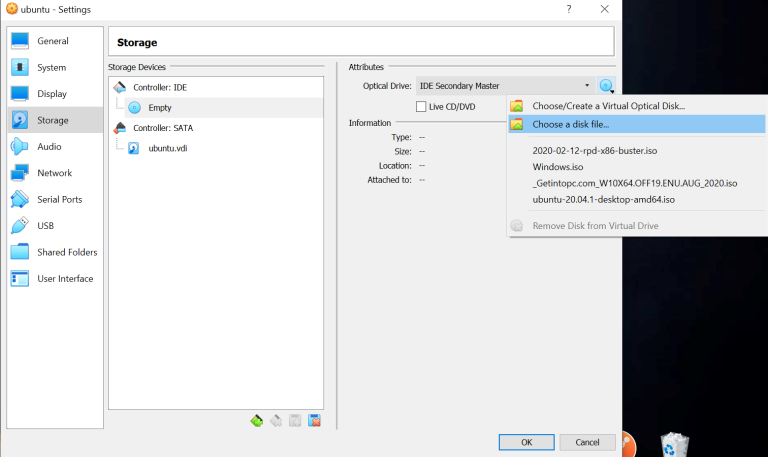 ubuntu - Settings
?
General
System
Display
Storage
Audio
Network
Serial Ports
USB
Shared Folders
User Interface
Storage
Storage Devices
Controller: IDE
Empty
Controller: SATA
ubuntu.vdi
Attributes
Optical Drive: IDE Secondary Master
Live CD/DVD
Information
Type: --
Size: --
Location: --
Attached to: --
Choose/Create a Virtual Optical Disk...
Choose a disk file...
2020-02-12-rpd-x86-buster.iso
Windows.iso
_Getintopc.com_W10X64.OFF19.ENU.AUG_2020.iso
ubuntu-20.04.1-desktop-amd64.iso
Remove Disk from Virtual Drive
OK
Cancel